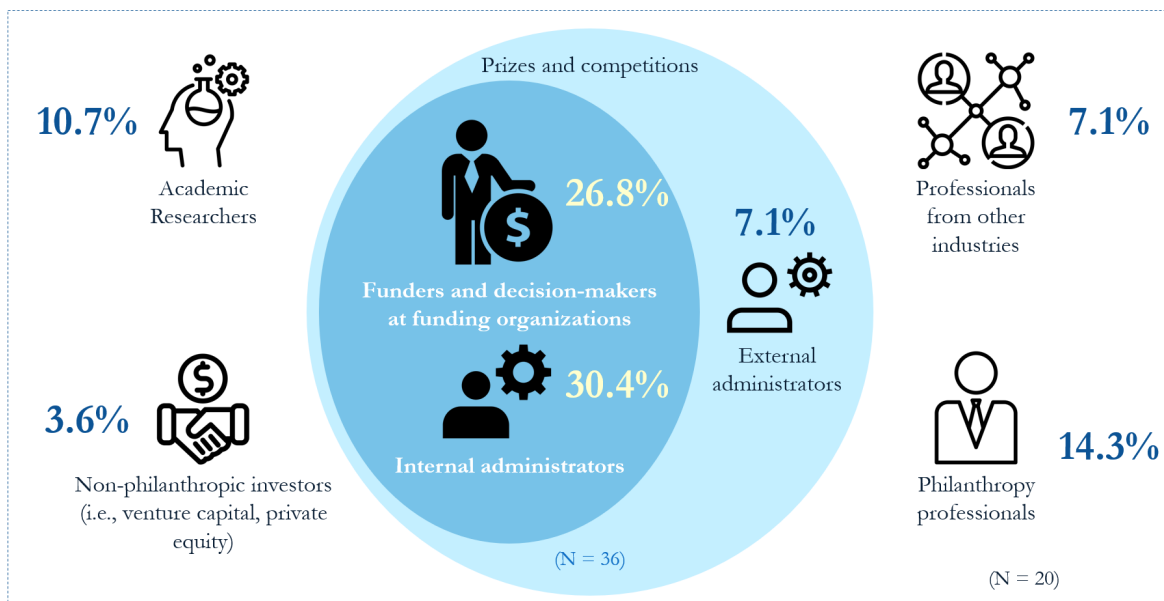 10.7%
Academic
Researchers
3.6%
Non-philanthropic investors
(i.e., venture capital, private
equity)
Prizes and competitions
$
26.8%
Funders and decision-makers
at funding organizations
30.4%
Internal administrators
7.1%
External
administrators
(N = 36)
7.1%
Professionals
from other
industries
14.3%
Philanthropy
professionals
(N = 20)
$